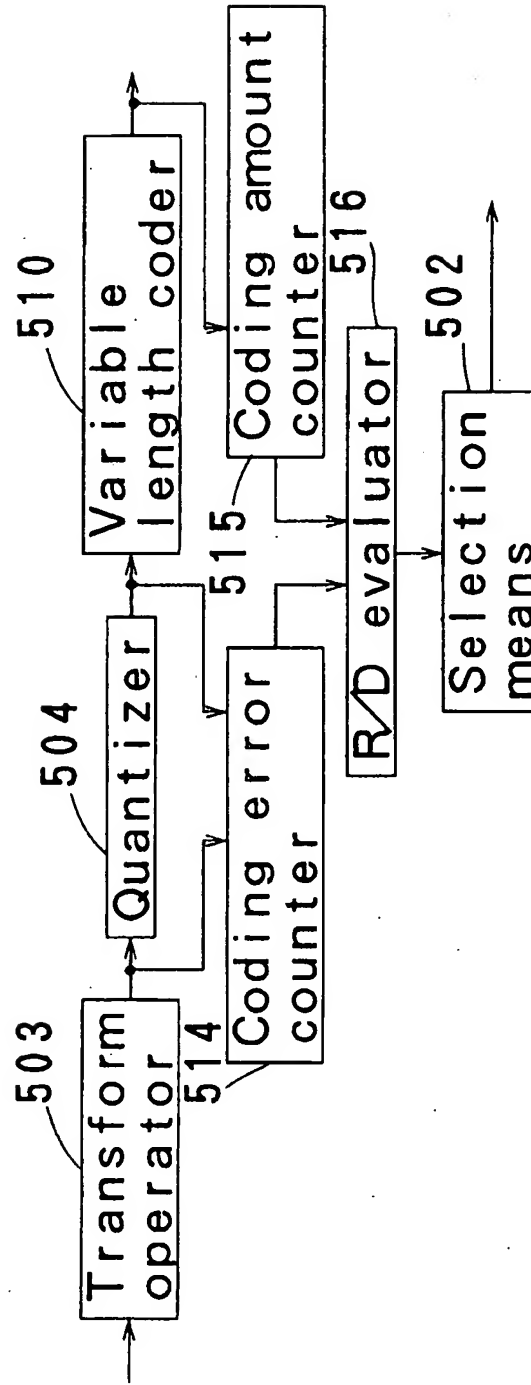 503
Transform
operator
504
Quantizer
510
Variable
length coder
514
Coding error
counter
515
Coding amount
counter
516
R/D evaluator
502
Selection
means